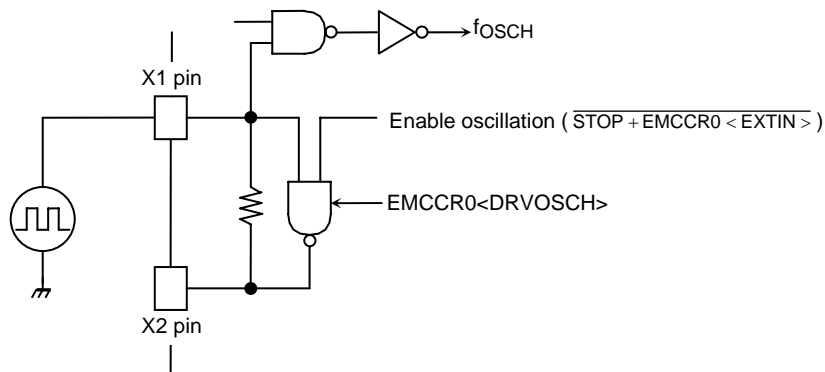 fOSCH
X1 pin
Enable oscillation ( STOP + EMCCR0 < EXTIN > )
EMCCR0<DRVOSCH>
X2 pin